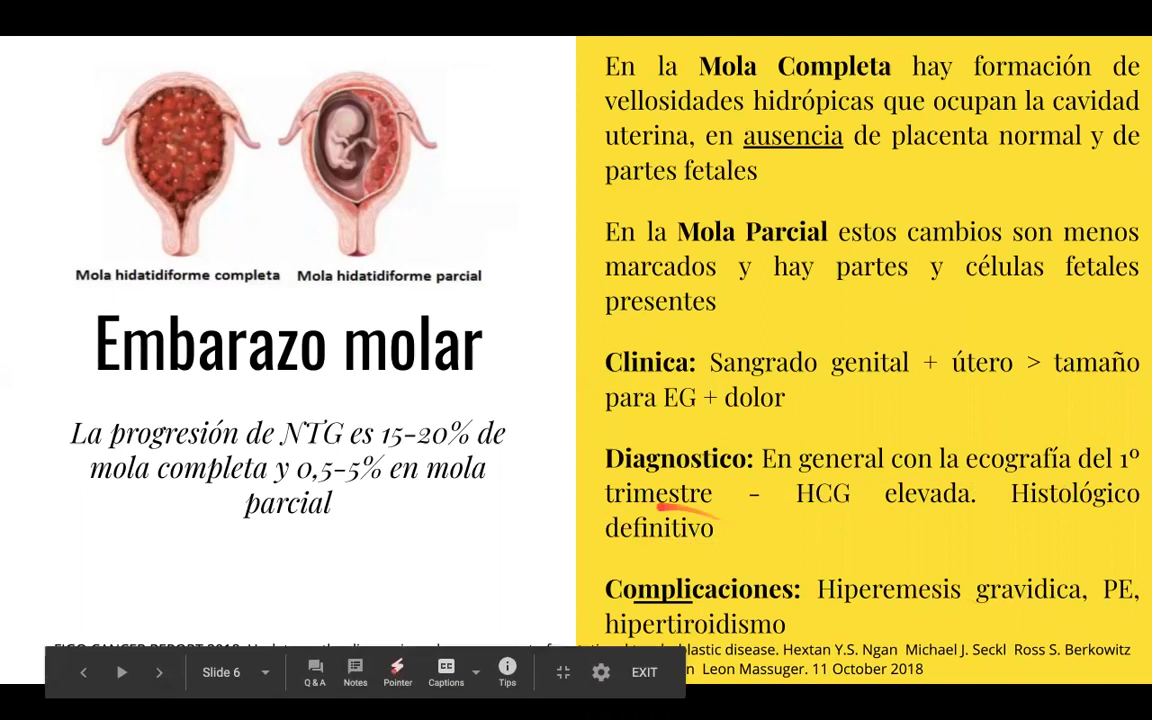 Mola hidatidiforme completa
Mola hidatidiforme parcial
Embarazo molar
La progresión de NTG es 15-20% de
mola completa y 0,5-5% en mola
parcial
En la Mola Completa hay formación de
vellosidades hidrópicas que ocupan la cavidad
uterina, en ausencia de placenta normal y de
partes fetales
En la Mola Parcial estos cambios son menos
marcados y hay partes y células fetales
presentes
Clinica: Sangrado genital + útero > tamaño
para EG + dolor
Diagnostico: En general con la ecografía del 1º
trimestre - HCG elevada. Histológico
definitivo
Complicaciones: Hiperemesis gravidica, PE,
hipertiroidismo
blastic disease. Hextan Y.S. Ngan Michael J. Seckl Ross S. Berkowitz
Leon Massuger. 11 October 2018
Slide 6
Q & A
Notes
Pointer
Captions
Tips
EXIT